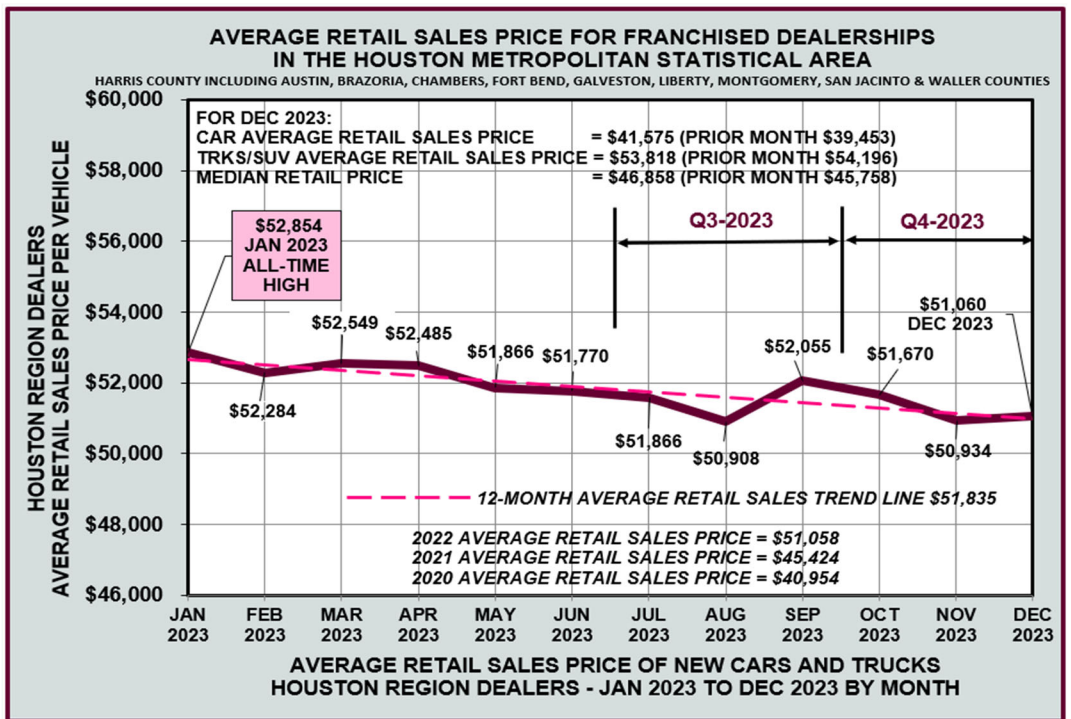 AVERAGE RETAIL SALES PRICE FOR FRANCHISED DEALERSHIPS
IN THE HOUSTON METROPOLITAN STATISTICAL AREA
HARRIS COUNTY INCLUDING AUSTIN, BRAZORIA, CHAMBERS, FORT BEND, GALVESTON, LIBERTY, MONTGOMERY, SAN JACINTO & WALLER COUNTIES
HOUSTON REGION DEALERS
AVERAGE RETAIL SALES PRICE PER VEHICLE
$60,000
$58,000
$56,000
$54,000
$52,000
$50,000
$48,000
$46,000
FOR DEC 2023:
CAR AVERAGE RETAIL SALES PRICE = $41,575 (PRIOR MONTH $39,453)
TRKS/SUV AVERAGE RETAIL SALES PRICE = $53,818 (PRIOR MONTH $54,196)
MEDIAN RETAIL PRICE = $46,858 (PRIOR MONTH $45,758)
Q3-2023
Q4-2023
$52,854
JAN 2023
ALL-TIME
HIGH
$52,284
$52,549
$52,485
$51,866
$51,770
$51,866
$50,908
$52,055
$51,670
$50,934
$51,060
DEC 2023
12-MONTH AVERAGE RETAIL SALES TREND LINE $51,835
2022 AVERAGE RETAIL SALES PRICE = $51,058
2021 AVERAGE RETAIL SALES PRICE = $45,424
2020 AVERAGE RETAIL SALES PRICE = $40,954
JAN 2023
FEB 2023
MAR 2023
APR 2023
MAY 2023
JUN 2023
JUL 2023
AUG 2023
SEP 2023
OCT 2023
NOV 2023
DEC 2023
AVERAGE RETAIL SALES PRICE OF NEW CARS AND TRUCKS
HOUSTON REGION DEALERS - JAN 2023 TO DEC 2023 BY MONTH